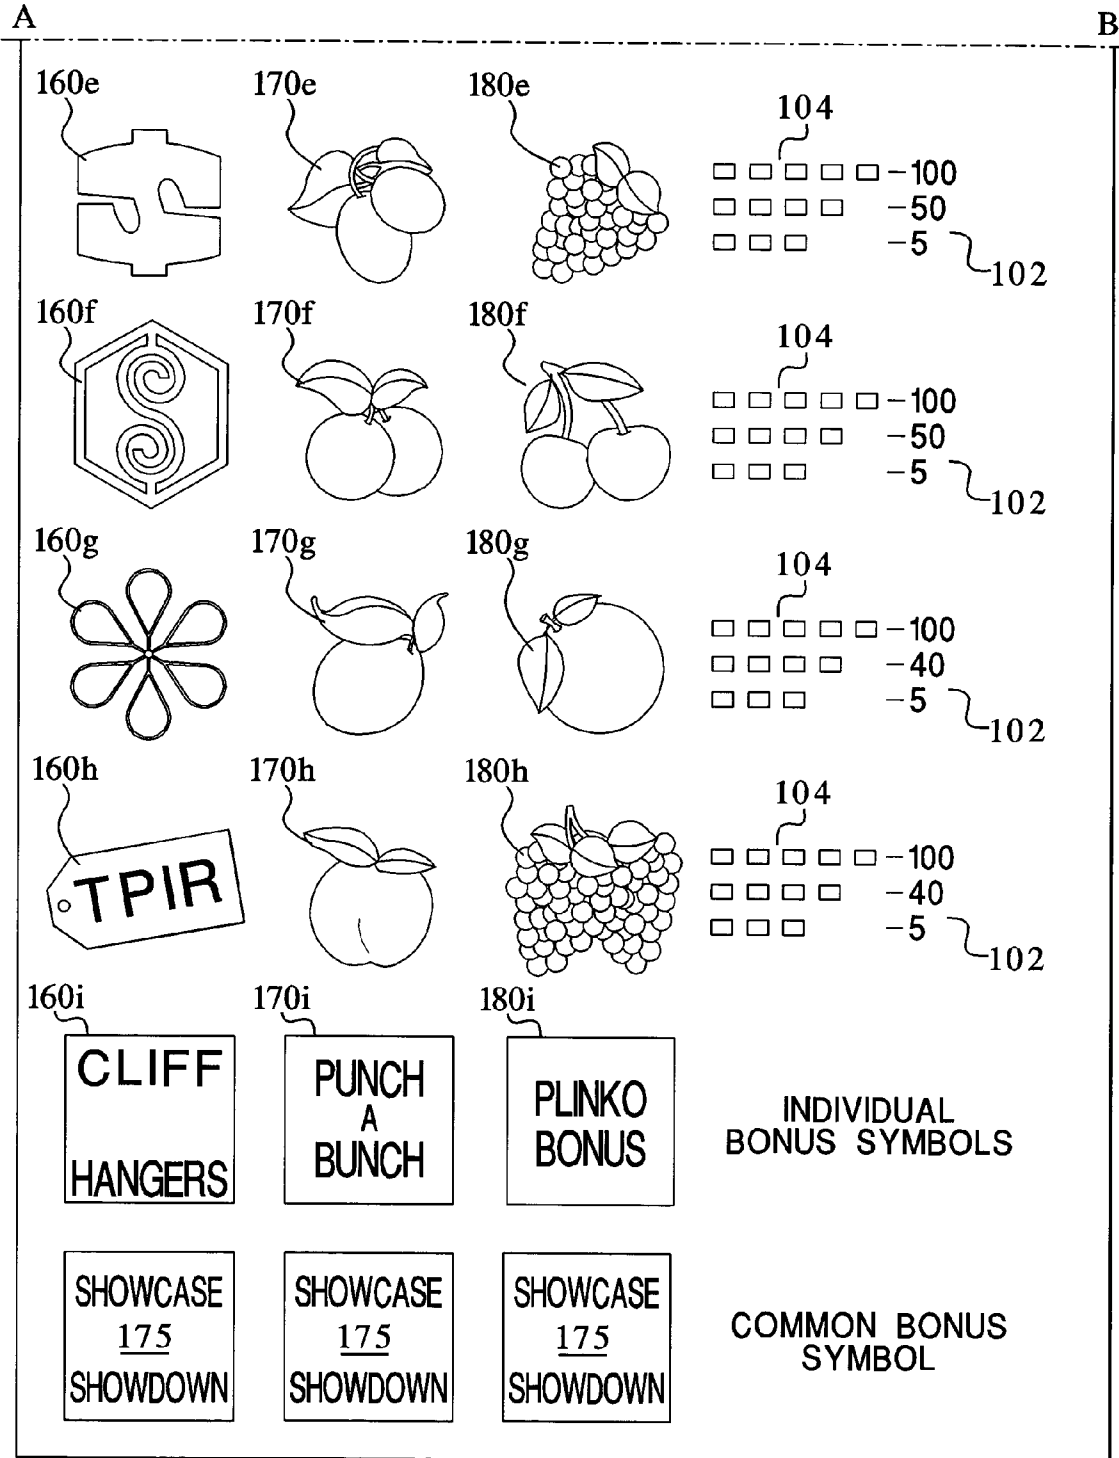 A B
160e 170e 180e 104
-100
-50
-5
102
160f 170f 180f 104
-100
-50
-5
102
160g 170g 180g 104
-100
-40
-5
102
160h 170h 180h 104
TPIR
-100
-40
-5
102
160i 170i 180i
CLIFF
HANGERS
PUNCH
A
BUNCH
PLINKO
BONUS
INDIVIDUAL
BONUS SYMBOLS
SHOWCASE
175
SHOWDOWN
SHOWCASE
175
SHOWDOWN
SHOWCASE
175
SHOWDOWN
COMMON BONUS
SYMBOL